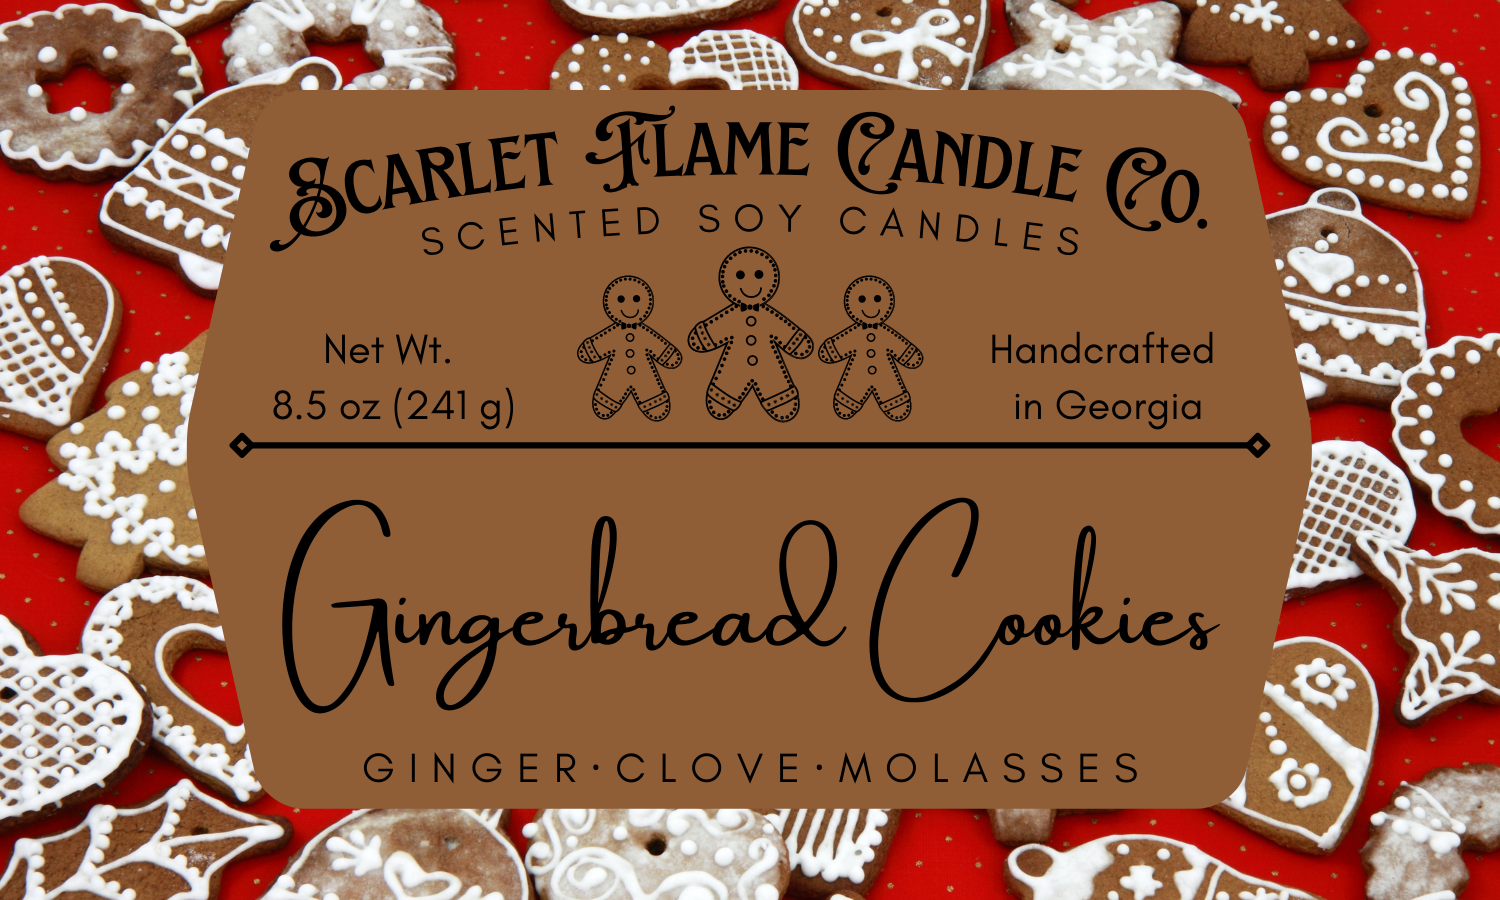 Scarlet Flame Candle Co.
SCENTED SOY CANDLES
Net Wt.
8.5 oz (241 g)
Handcrafted
in Georgia
Gingerbread Cookies
GINGER·CLOVE·MOLASSES